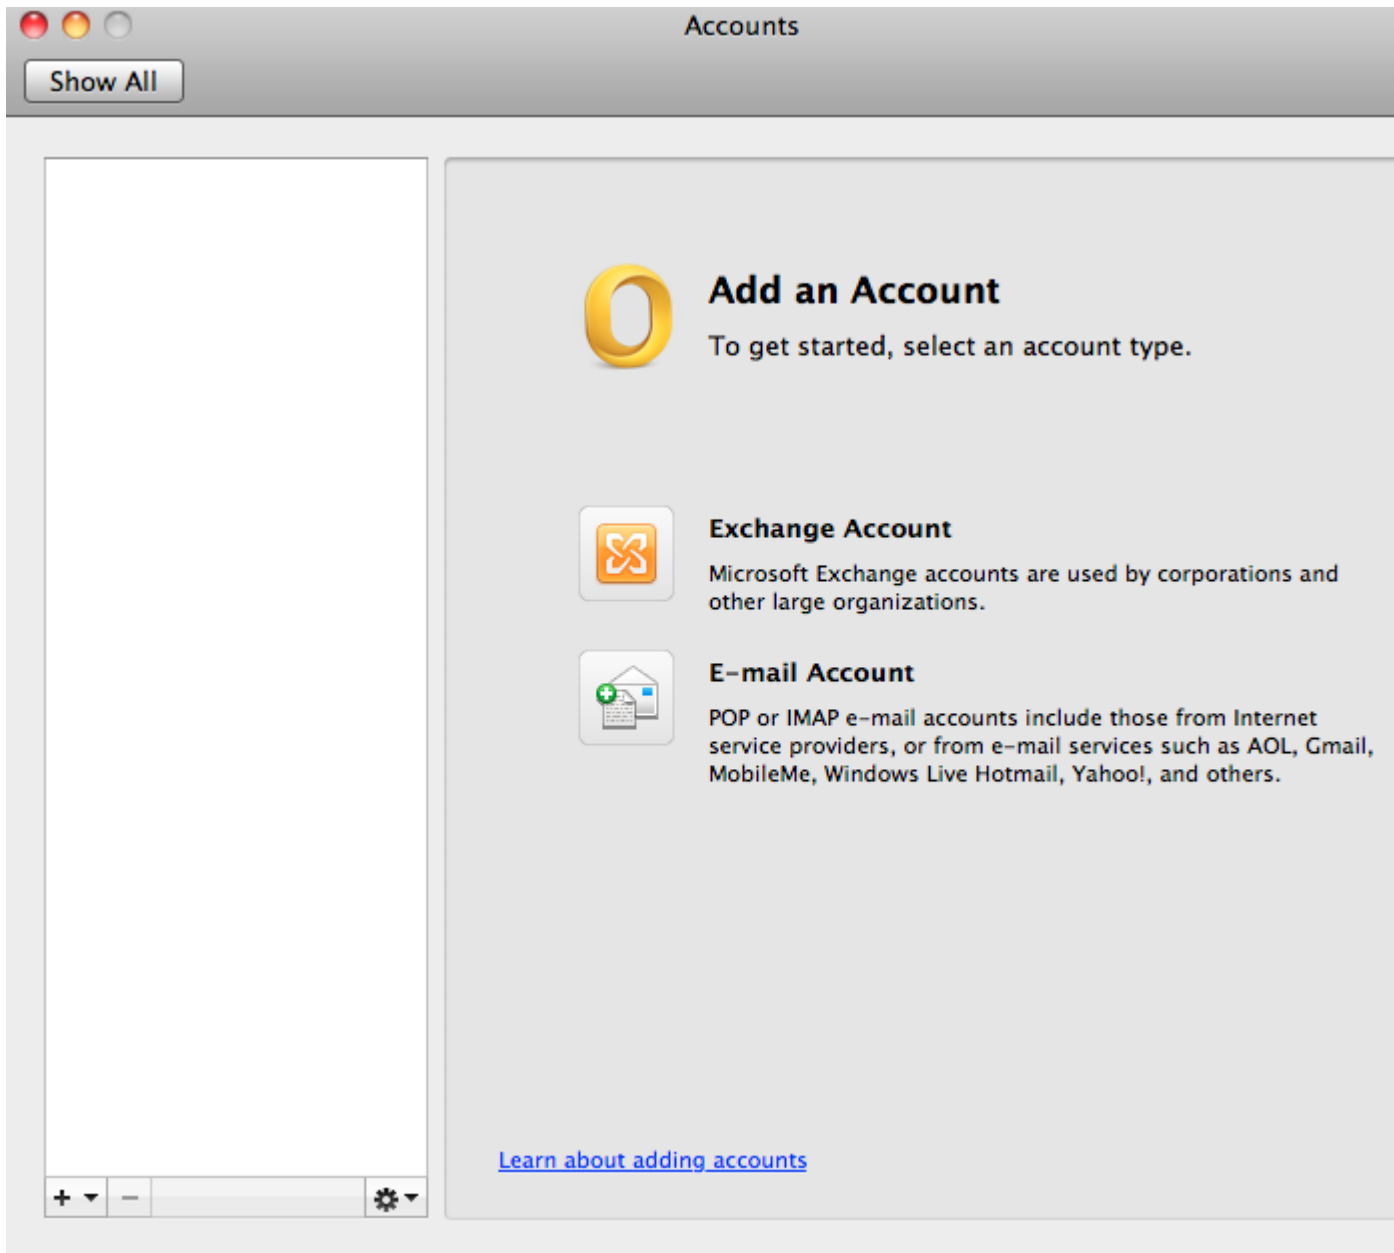 Accounts
Show All
Add an Account
To get started, select an account type.
Exchange Account
Microsoft Exchange accounts are used by corporations and
other large organizations.
E-mail Account
POP or IMAP e-mail accounts include those from Internet
service providers, or from e-mail services such as AOL, Gmail,
MobileMe, Windows Live Hotmail, Yahoo!, and others.
Learn about adding accounts